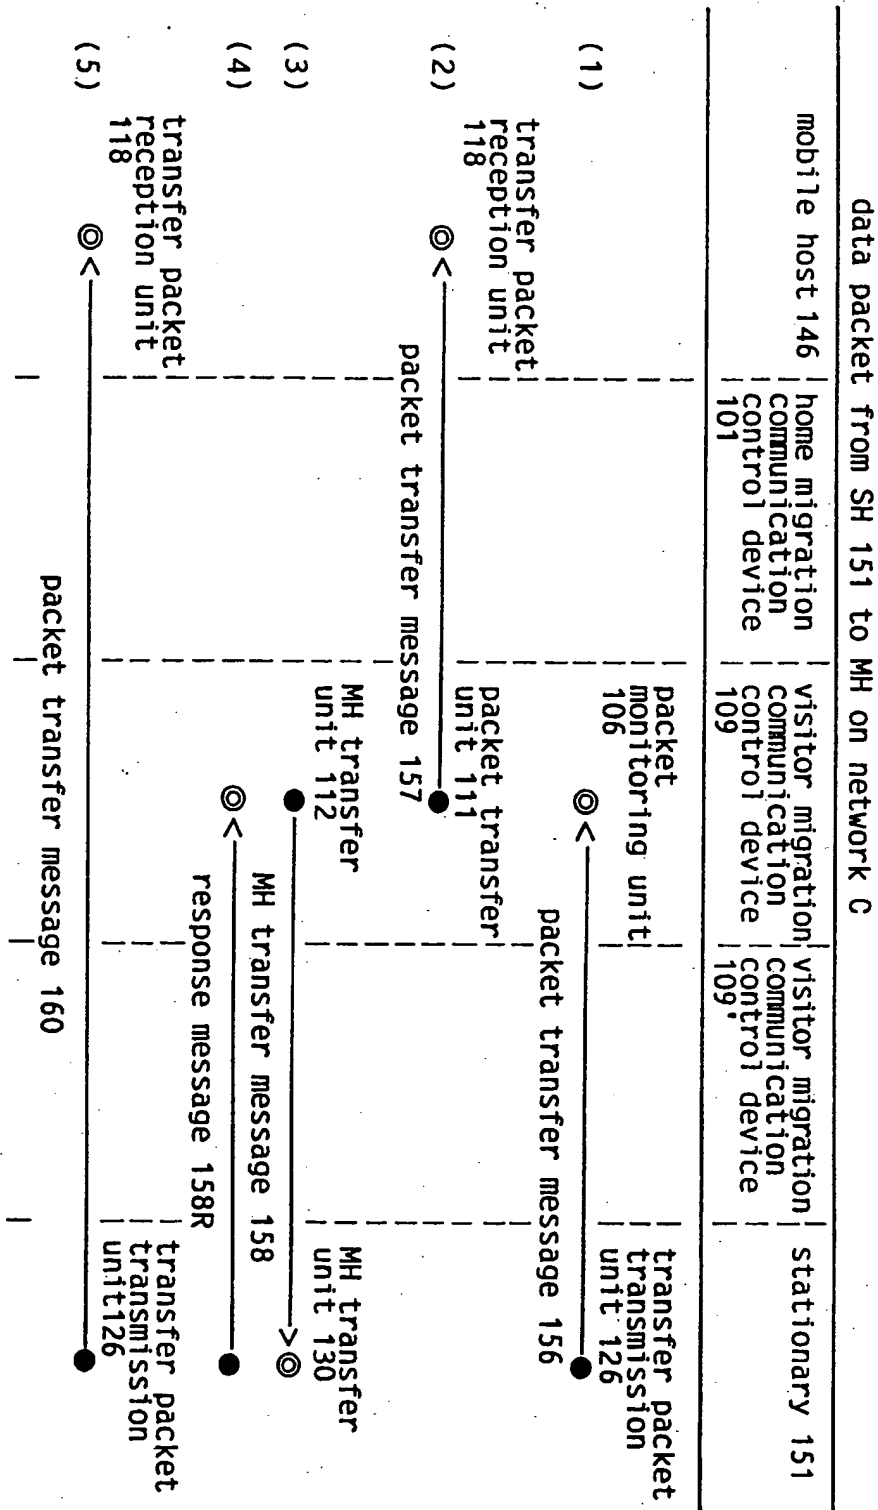 data packet from SH 151 to MH on network C
mobile host 146
home migration
communication
control device
101
visitor migration
communication
control device
109
visitor migration
communication
control device
109'
stationary 151
(1)
packet
monitoring unit
106
transfer packet
transmission
unit 126
packet transfer message 156
(2)
transfer packet
reception unit
118
packet transfer
unit 111
packet transfer message 157
(3)
MH transfer
unit 112
MH transfer
unit 130
MH transfer message 158
(4)
response message 158R
(5)
transfer packet
reception unit
118
transfer packet
transmission
unit126
packet transfer message 160